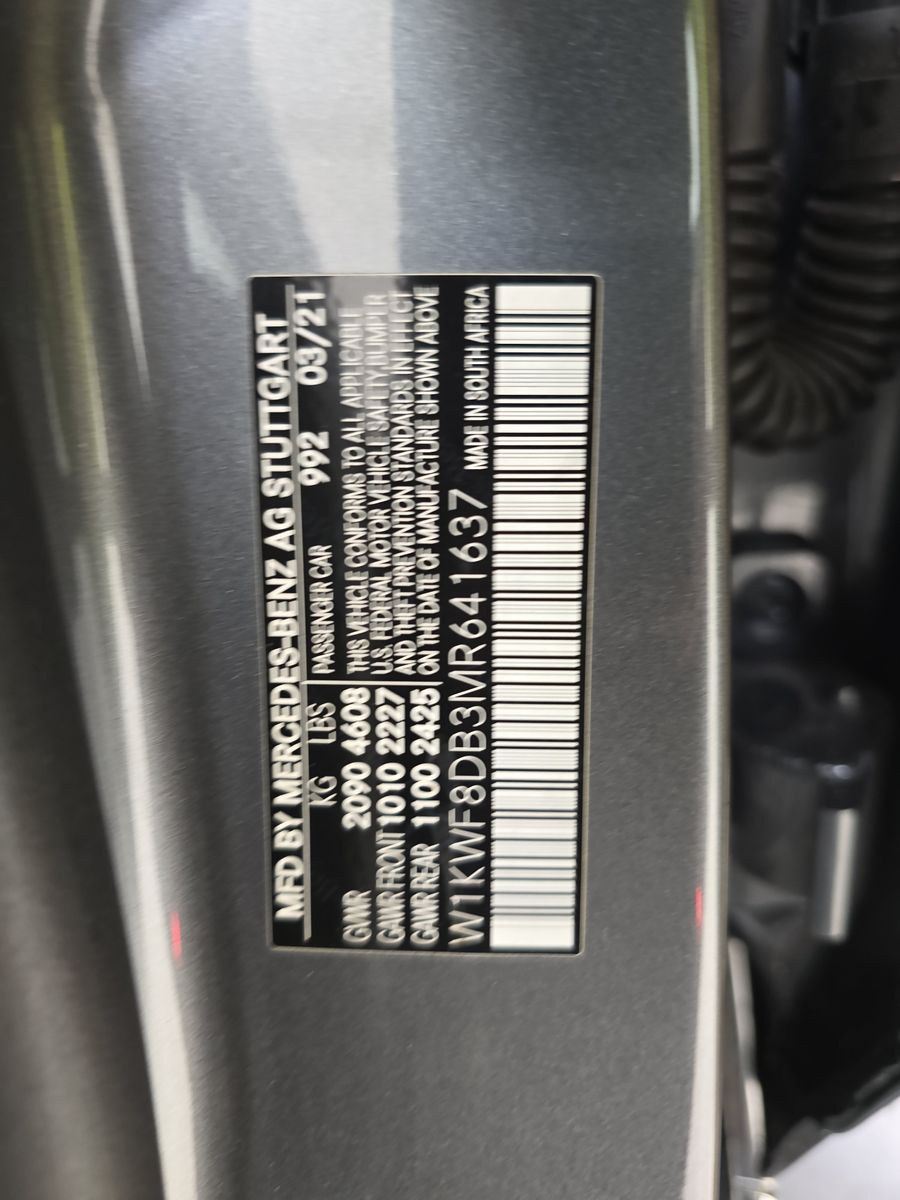 MFD BY MERCEDES-BENZ AG STUTTGART
KG LBS PASSENGER CAR 992 03/21
GWR 2090 4608 THIS VEHICLE CONFORMS TO ALL APPLICABLE
GAWR FRONT 1010 2227 U.S. FEDERAL MOTOR VEHICLE SAFETY BUMPER
GAWR REAR 1100 2425 AND THEFT PREVENTION STANDARDS IN EFFECT
ON THE DATE OF MANUFACTURE SHOWN ABOVE
W1KWF8DB3MR641637 MADE IN SOUTH AFRICA